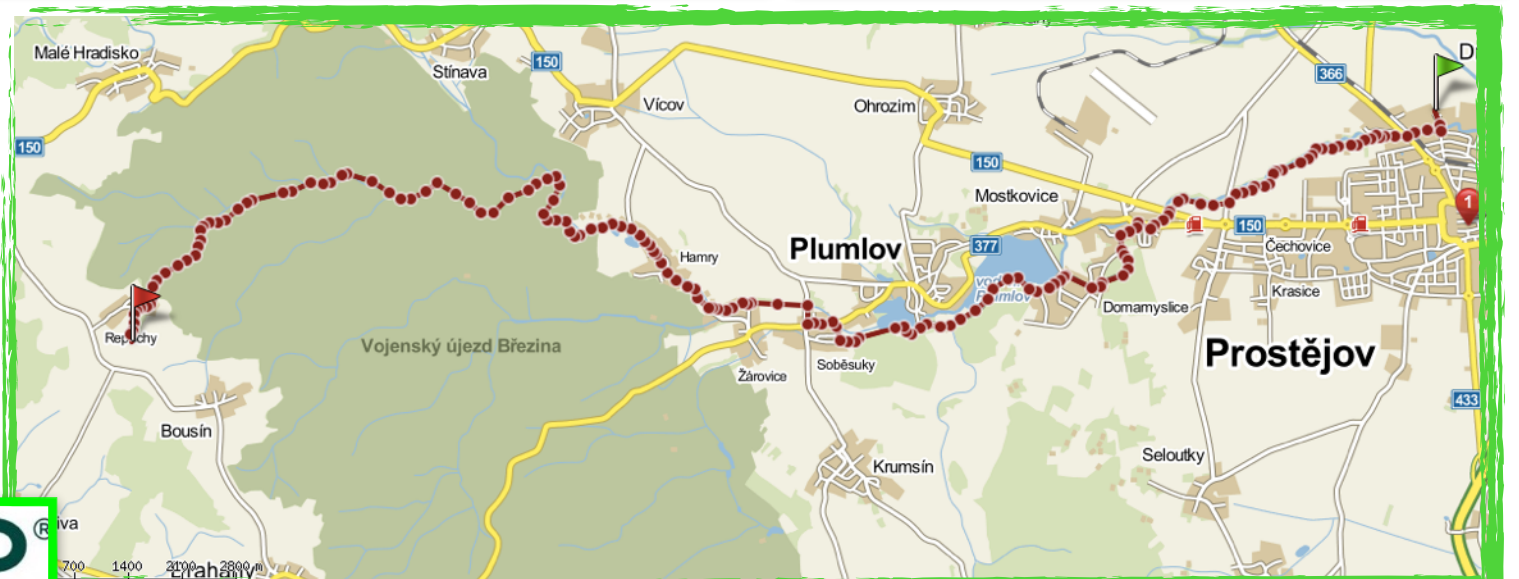 Malé Hradisko
Stínava
150
Vícov
Ohrozim
366
150
150
Mostkovice
1
150
Čechovice
Plumlov
377
Hamry
Krasice
Domamyslice
Vojenský újezd Březina
Prostějov
Žárovice
Soběsuky
433
Bousín
Krumsín
Seloutky
®
700 1400 2100 2800 m